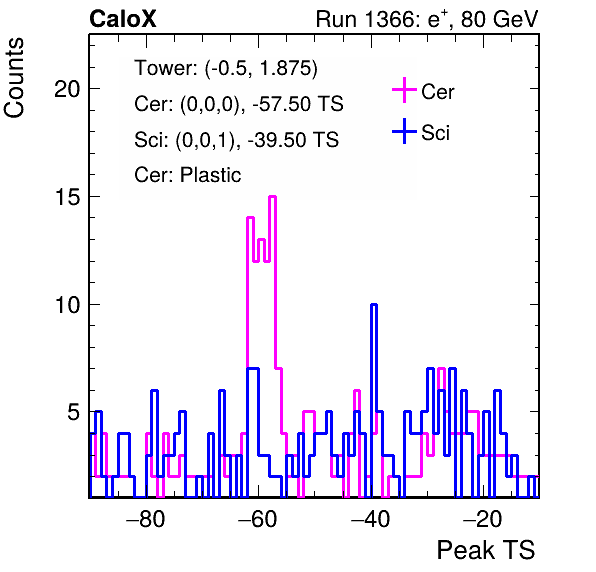 CaloX Run 1366: e⁺, 80 GeV
Counts
Tower: (-0.5, 1.875)
Cer: (0,0,0), -57.50 TS
Sci: (0,0,1), -39.50 TS
Cer: Plastic
Cer
Sci
20
15
10
5
−80 −60 −40 −20
Peak TS